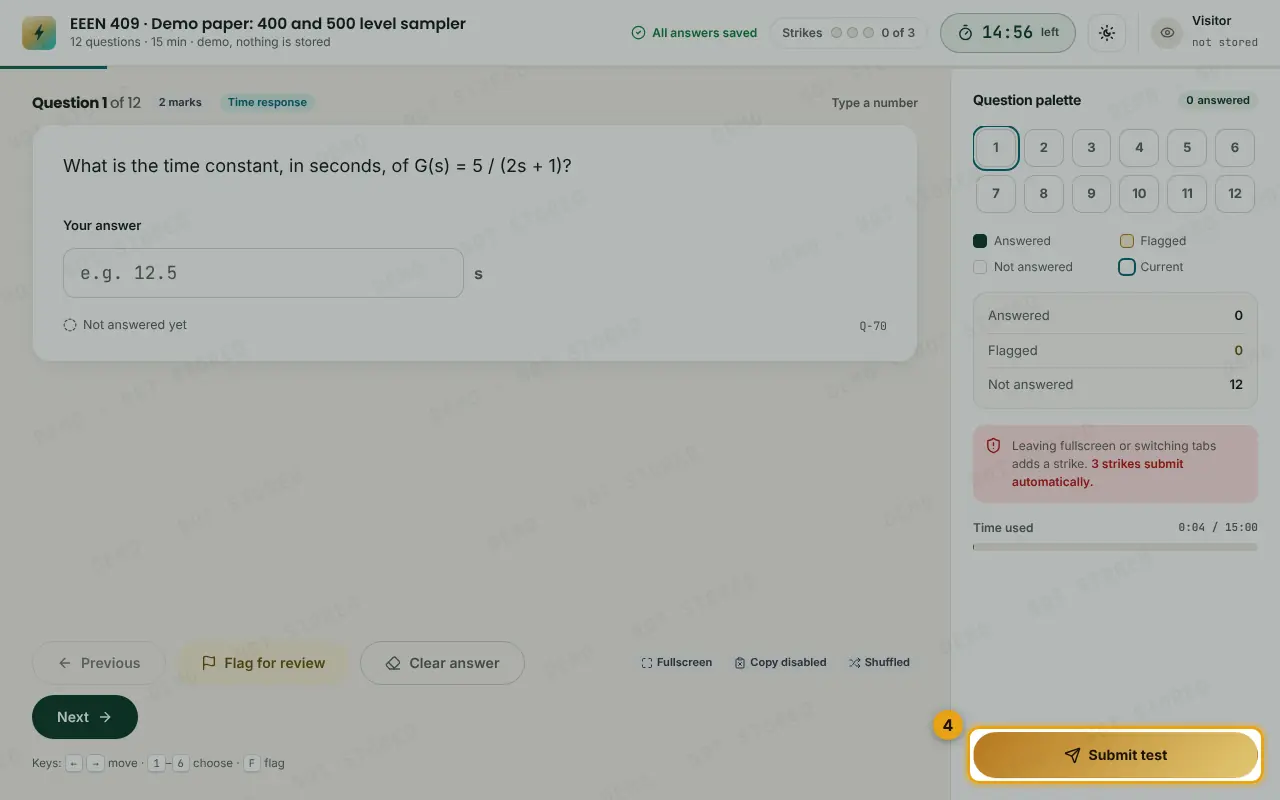 EEEN 409 · Demo paper: 400 and 500 level sampler
12 questions · 15 min · demo, nothing is stored
All answers saved
Strikes 0 of 3
14:56 left
Visitor
not stored
Question 1 of 12
2 marks
Time response
Type a number
What is the time constant, in seconds, of G(s) = 5 / (2s + 1)?
Your answer
e.g. 12.5
s
Not answered yet
Q-70
Previous
Flag for review
Clear answer
Fullscreen
Copy disabled
Shuffled
Next
Keys: ← → move · 1 – 6 choose · F flag
Question palette
0 answered
1 2 3 4 5 6
7 8 9 10 11 12
Answered
Flagged
Not answered
Current
Answered 0
Flagged 0
Not answered 12
Leaving fullscreen or switching tabs
adds a strike. 3 strikes submit
automatically.
Time used 0:04 / 15:00
4
Submit test
DEMO · NOT STORED